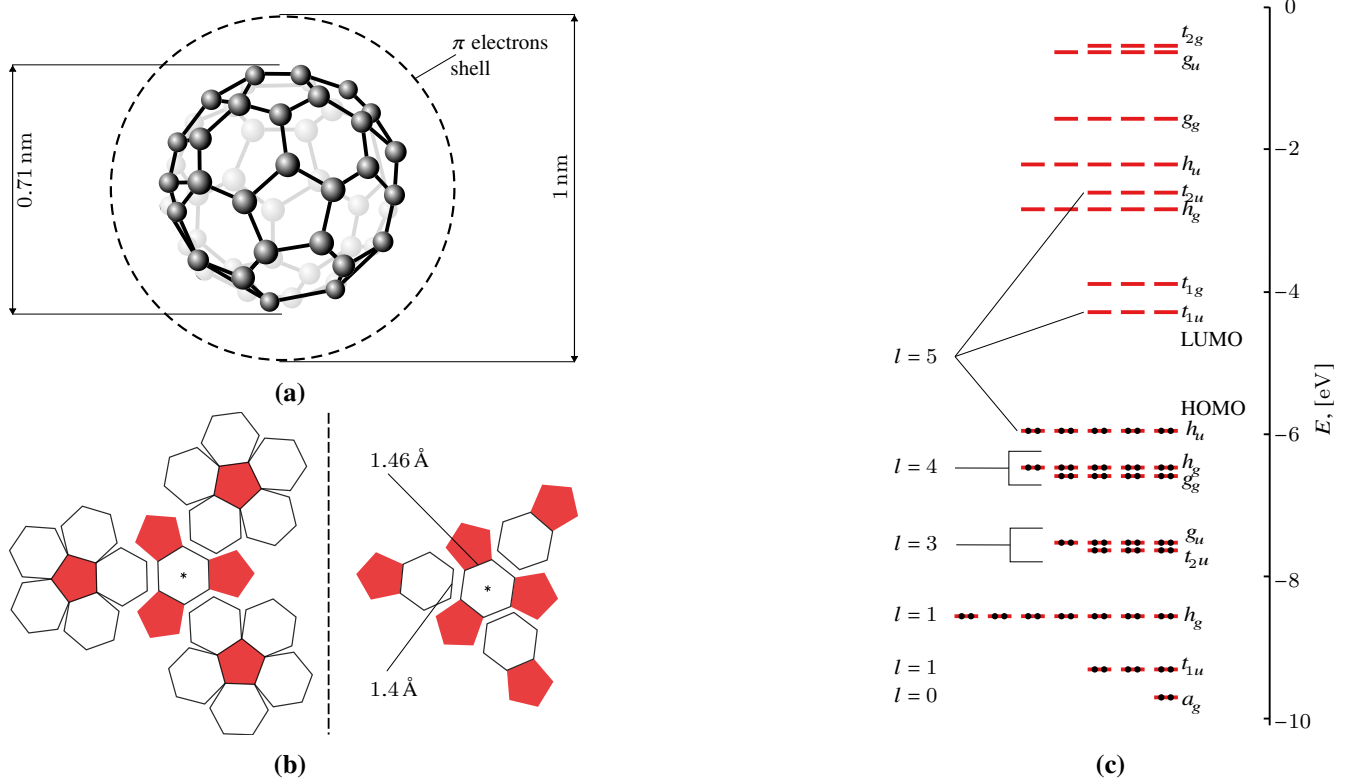 π electrons
shell
0.71 nm
1 nm
(a)
1.46 Å
1.4 Å
*
*
(b)
0
−2
−4
−6
−8
−10
E, [eV]
t2g
gu
gg
hu
t2u
hg
t1g
t1u
LUMO
l = 5
HOMO
hu
l = 4
hg
gg
l = 3
gu
t2u
l = 1
hg
l = 1
t1u
l = 0
ag
(c)